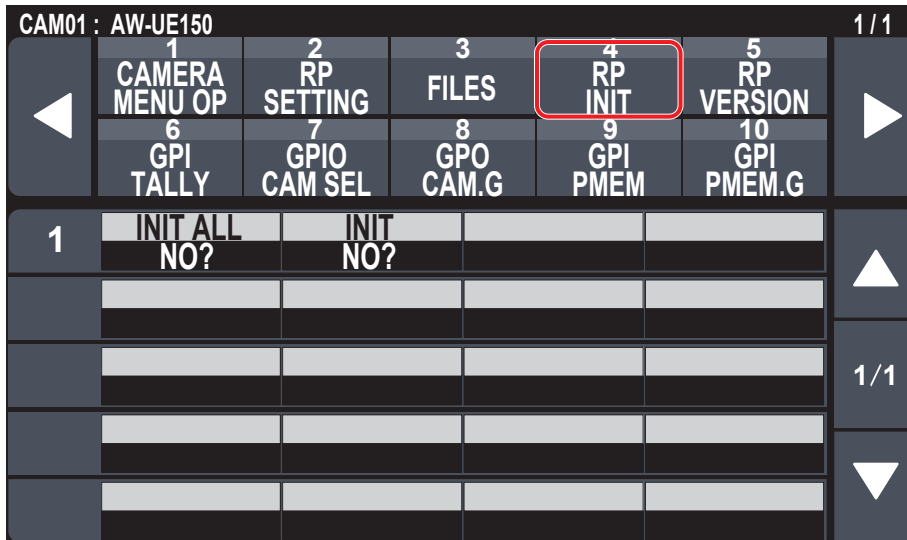 CAM01 : AW-UE150 1 / 1
1 2 3 4 5
CAMERA MENU OP
RP SETTING
FILES
RP INIT
RP VERSION
6 7 8 9 10
GPI TALLY
GPIO CAM SEL
GPO CAM.G
GPI PMEM
GPI PMEM.G
1
INIT ALL INIT
NO? NO?
1/1